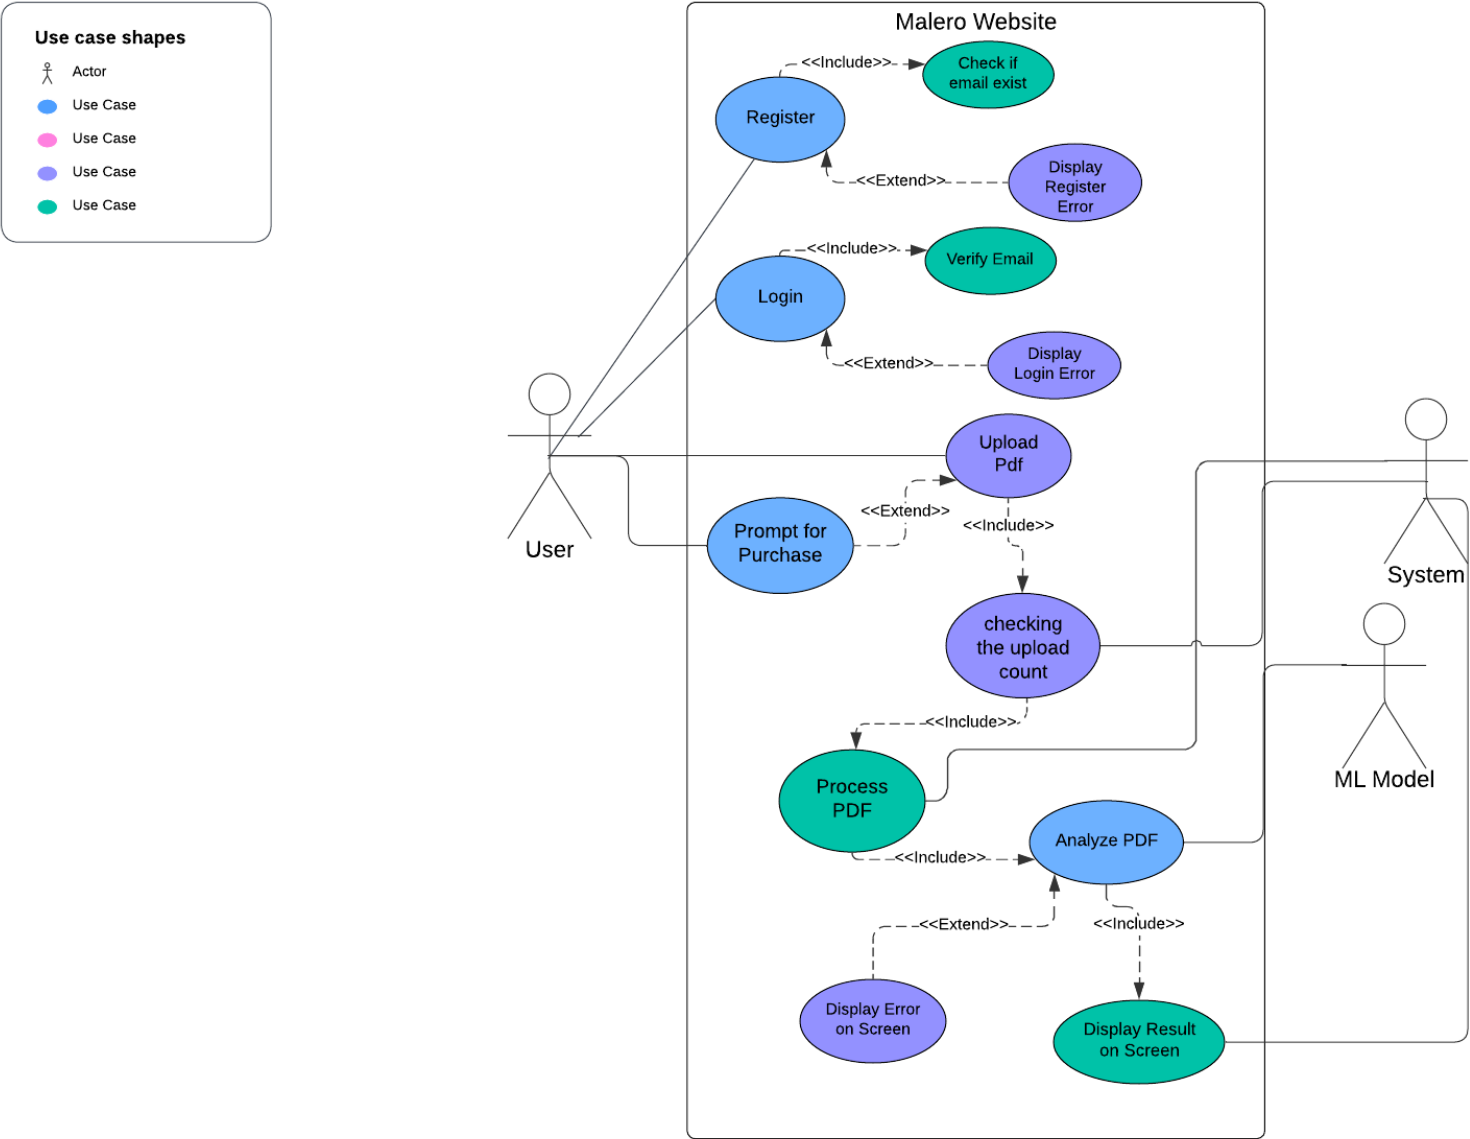 Use case shapes
Actor
Use Case
Use Case
Use Case
Use Case
Malero Website
<<Include>>
Check if
email exist
Register
<<Extend>>
Display
Register
Error
<<Include>>
Verify Email
Login
<<Extend>>
Display
Login Error
User
Upload
Pdf
<<Extend>>
<<Include>>
Prompt for
Purchase
System
checking
the upload
count
<<Include>>
ML Model
Process
PDF
Analyze PDF
<<Include>>
<<Extend>>
<<Include>>
Display Error
on Screen
Display Result
on Screen